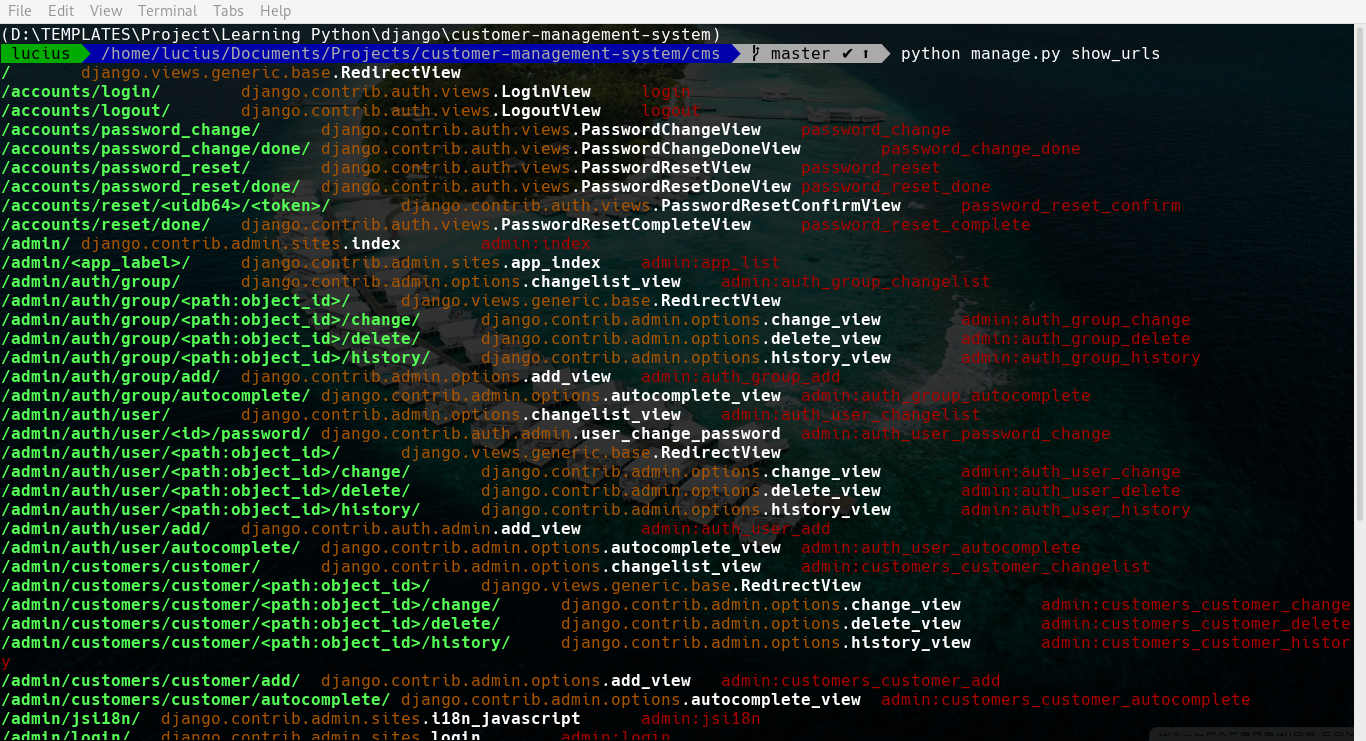 File Edit View Terminal Tabs Help
(D:\TEMPLATES\Project\Learning Python\django\customer-management-system)
lucius /home/lucius/Documents/Projects/customer-management-system/cms master ✔ ⬆ python manage.py show_urls
/ django.views.generic.base.RedirectView
/accounts/login/ django.contrib.auth.views.LoginView login
/accounts/logout/ django.contrib.auth.views.LogoutView logout
/accounts/password_change/ django.contrib.auth.views.PasswordChangeView password_change
/accounts/password_change/done/ django.contrib.auth.views.PasswordChangeDoneView password_change_done
/accounts/password_reset/ django.contrib.auth.views.PasswordResetView password_reset
/accounts/password_reset/done/ django.contrib.auth.views.PasswordResetDoneView password_reset_done
/accounts/reset/<uidb64>/<token>/ django.contrib.auth.views.PasswordResetConfirmView password_reset_confirm
/accounts/reset/done/ django.contrib.auth.views.PasswordResetCompleteView password_reset_complete
/admin/ django.contrib.admin.sites.index admin:index
/admin/<app_label>/ django.contrib.admin.sites.app_index admin:app_list
/admin/auth/group/ django.contrib.admin.options.changelist_view admin:auth_group_changelist
/admin/auth/group/<path:object_id>/ django.views.generic.base.RedirectView
/admin/auth/group/<path:object_id>/change/ django.contrib.admin.options.change_view admin:auth_group_change
/admin/auth/group/<path:object_id>/delete/ django.contrib.admin.options.delete_view admin:auth_group_delete
/admin/auth/group/<path:object_id>/history/ django.contrib.admin.options.history_view admin:auth_group_history
/admin/auth/group/add/ django.contrib.admin.options.add_view admin:auth_group_add
/admin/auth/group/autocomplete/ django.contrib.admin.options.autocomplete_view admin:auth_group_autocomplete
/admin/auth/user/ django.contrib.admin.options.changelist_view admin:auth_user_changelist
/admin/auth/user/<id>/password/ django.contrib.auth.admin.user_change_password admin:auth_user_password_change
/admin/auth/user/<path:object_id>/ django.views.generic.base.RedirectView
/admin/auth/user/<path:object_id>/change/ django.contrib.admin.options.change_view admin:auth_user_change
/admin/auth/user/<path:object_id>/delete/ django.contrib.admin.options.delete_view admin:auth_user_delete
/admin/auth/user/<path:object_id>/history/ django.contrib.admin.options.history_view admin:auth_user_history
/admin/auth/user/add/ django.contrib.auth.admin.add_view admin:auth_user_add
/admin/auth/user/autocomplete/ django.contrib.admin.options.autocomplete_view admin:auth_user_autocomplete
/admin/customers/customer/ django.contrib.admin.options.changelist_view admin:customers_customer_changelist
/admin/customers/customer/<path:object_id>/ django.views.generic.base.RedirectView
/admin/customers/customer/<path:object_id>/change/ django.contrib.admin.options.change_view admin:customers_customer_change
/admin/customers/customer/<path:object_id>/delete/ django.contrib.admin.options.delete_view admin:customers_customer_delete
/admin/customers/customer/<path:object_id>/history/ django.contrib.admin.options.history_view admin:customers_customer_histor
y
/admin/customers/customer/add/ django.contrib.admin.options.add_view admin:customers_customer_add
/admin/customers/customer/autocomplete/ django.contrib.admin.options.autocomplete_view admin:customers_customer_autocomplete
/admin/jsi18n/ django.contrib.admin.sites.i18n_javascript admin:jsi18n
/admin/login/ django.contrib.admin.sites.login admin:login